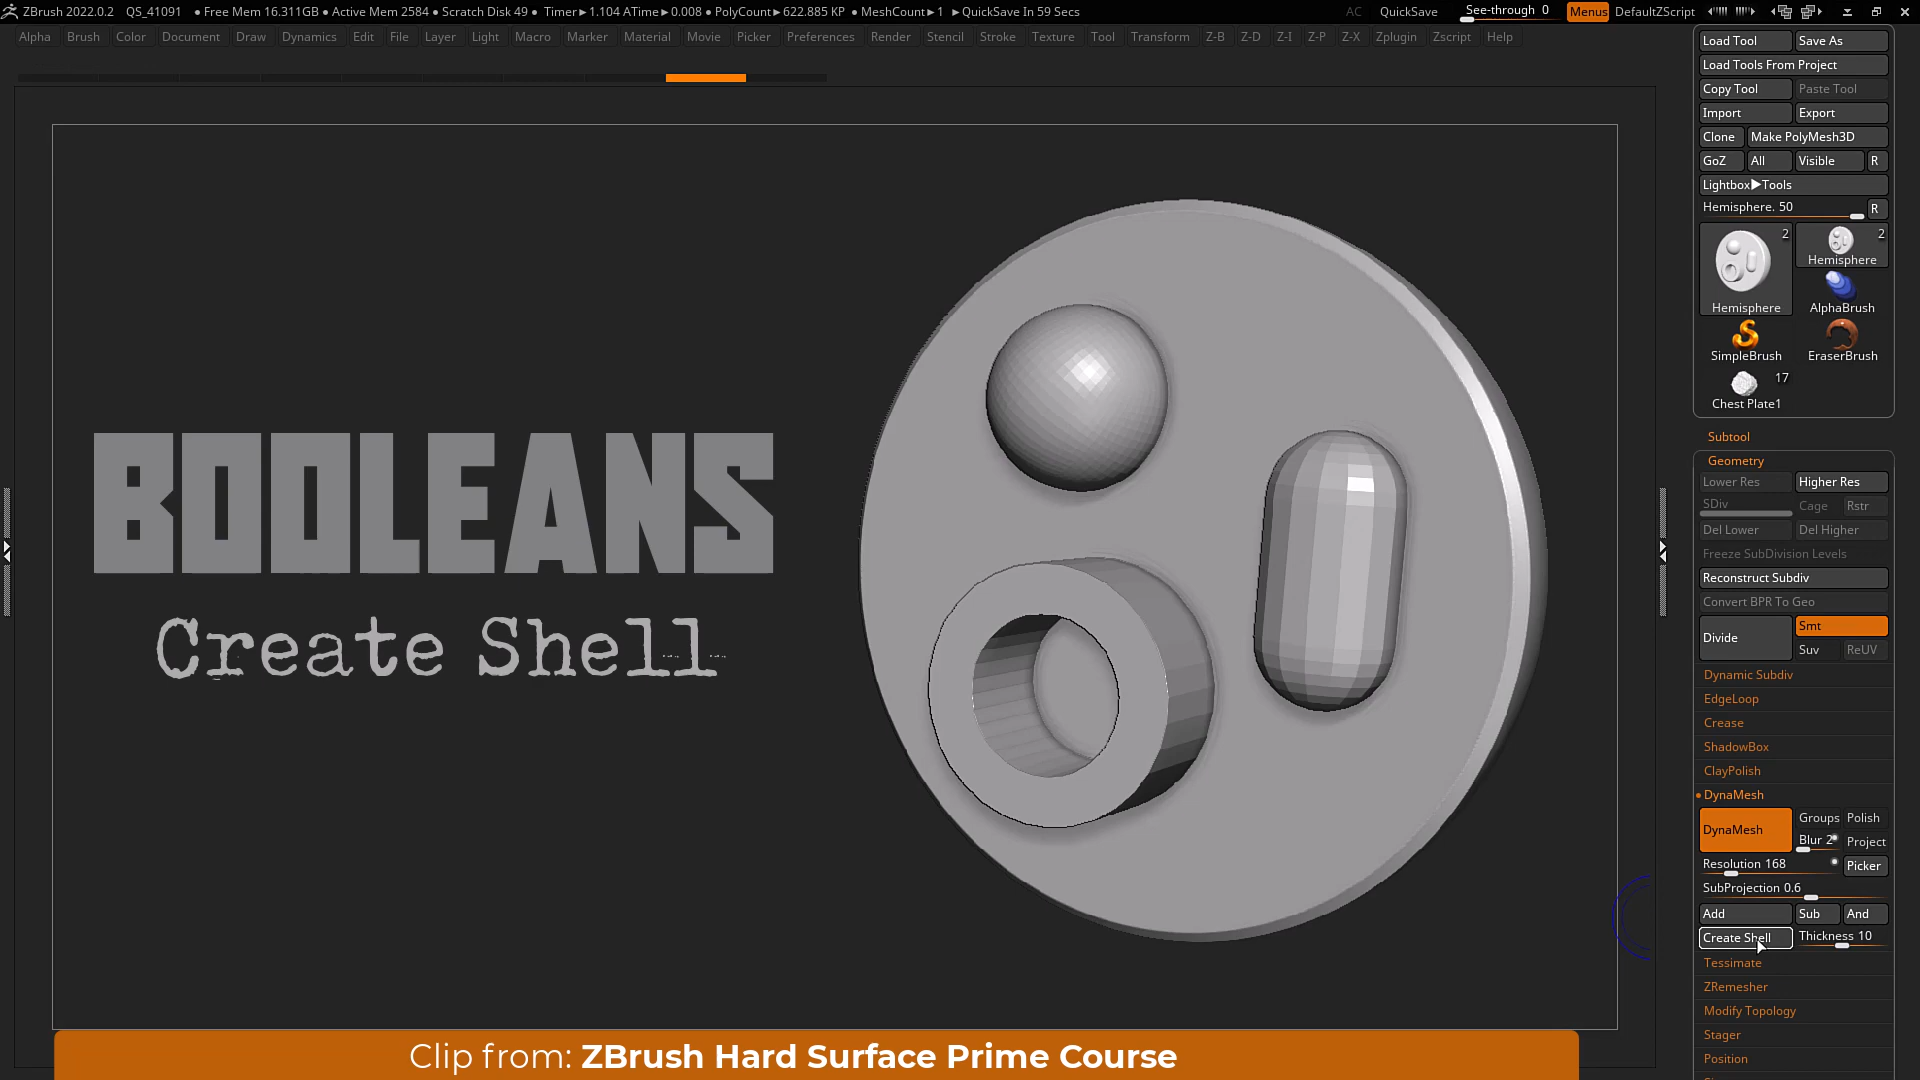 ZBrush 2022.0.2 QS_41091 ● Free Mem 16.311GB ● Active Mem 2584 ● Scratch Disk 49 ● Timer►1.104 ATime►0.008 ● PolyCount►622.885 KP ● MeshCount►1 ►QuickSave In 59 Secs AC QuickSave See-through 0 Menus DefaultZScript
Alpha Brush Color Document Draw Dynamics Edit File Layer Light Macro Marker Material Movie Picker Preferences Render Stencil Stroke Texture Tool Transform Z-B Z-D Z-I Z-P Z-X Zplugin Zscript Help
BOOLEANS
Create Shell
Clip from: ZBrush Hard Surface Prime Course
Load Tool Save As
Load Tools From Project
Copy Tool Paste Tool
Import Export
Clone Make PolyMesh3D
GoZ All Visible R
Lightbox►Tools
Hemisphere. 50 R
2 2
Hemisphere
Hemisphere AlphaBrush
SimpleBrush EraserBrush
17
Chest Plate1
Subtool
Geometry
Lower Res Higher Res
SDiv Cage Rstr
Del Lower Del Higher
Freeze SubDivision Levels
Reconstruct Subdiv
Convert BPR To Geo
Divide Smt
Suv ReUV
Dynamic Subdiv
EdgeLoop
Crease
ShadowBox
ClayPolish
DynaMesh
DynaMesh Groups Polish
Blur 2 Project
Resolution 168 Picker
SubProjection 0.6
Add Sub And
Create Shell Thickness 10
Tessimate
ZRemesher
Modify Topology
Stager
Position